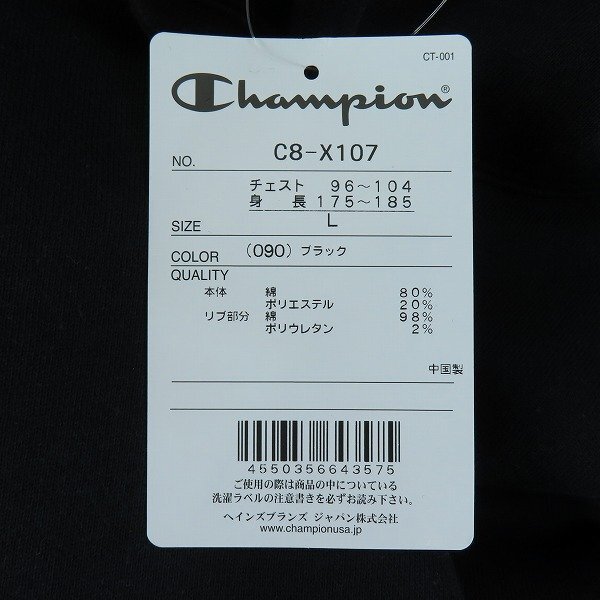 CT-001
Champion®
NO. C8-X107
チェスト 96～104
身長 175～185
SIZE L
COLOR (090) ブラック
QUALITY
本体 綿 80%
ポリエステル 20%
リブ部分 綿 98%
ポリウレタン 2%
中国製
4550356643575
ご使用の際は商品の中についている
洗濯ラベルの注意書きを必ずお読み下さい。
ヘインズブランズ ジャパン株式会社
www.championusa.jp